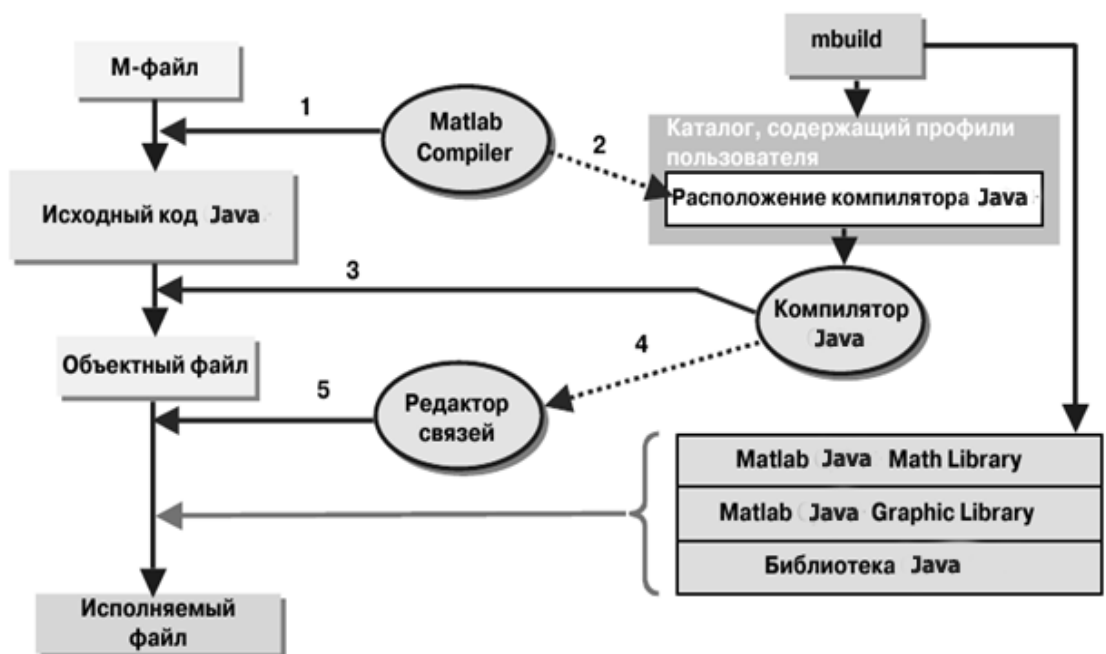 М-файл
mbuild
1
Matlab
Compiler
2
Каталог, содержащий профили
пользователя
Расположение компилятора Java
Исходный код Java
3
Компилятор
Java
Объектный файл
4
5
Редактор
связей
Matlab Java Math Library
Matlab Java Graphic Library
Библиотека Java
Исполняемый
файл